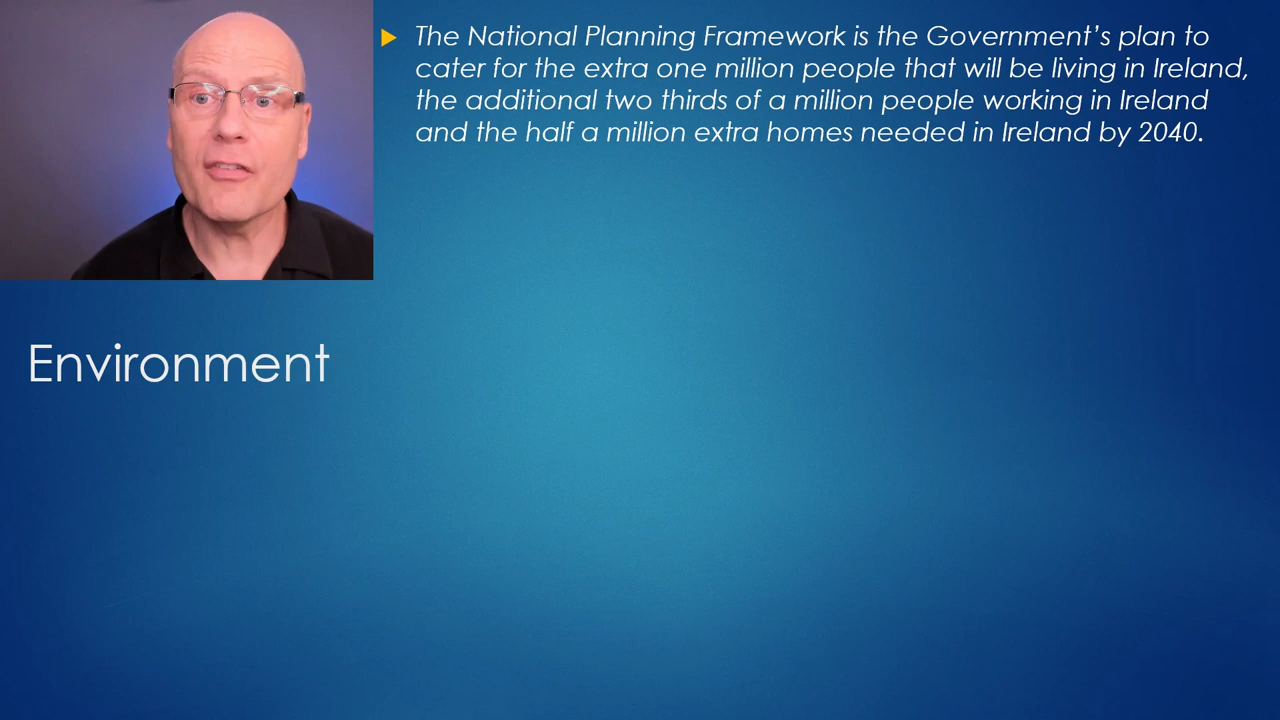 The National Planning Framework is the Government’s plan to
cater for the extra one million people that will be living in Ireland,
the additional two thirds of a million people working in Ireland
and the half a million extra homes needed in Ireland by 2040.
Environment